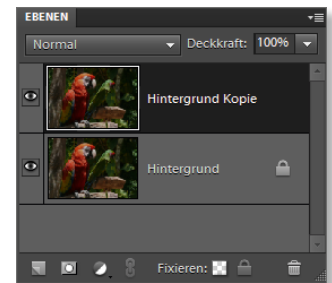 EBENEN
Normal Deckkraft: 100%
Hintergrund Kopie
Hintergrund
Fixieren: